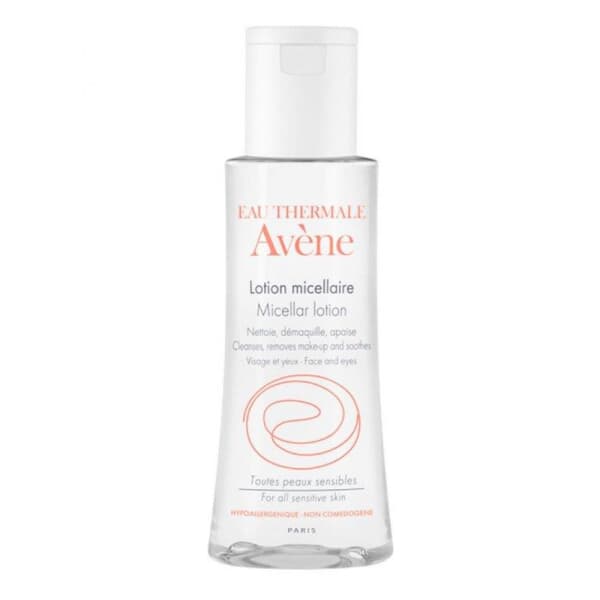 EAU THERMALE
Avène
Lotion micellaire
Micellar lotion
Nettoie, démaquille, apaise
Cleanses, removes make-up and soothes
Visage et yeux - Face and eyes
Toutes peaux sensibles
For all sensitive skin
HYPOALLERGENIQUE - NON COMEDOGENE
PARIS